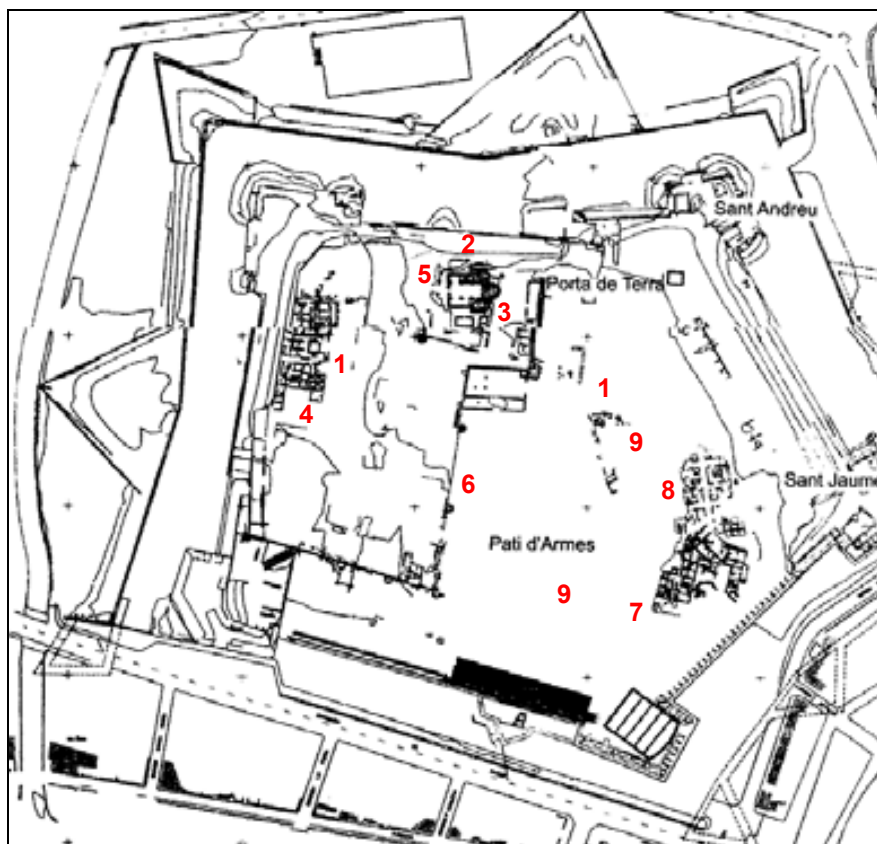 Sant Andreu
2
5
Porta de Terra
3
1
1
4
9
6
8
Sant Jaume
Pati d'Armes
9
7